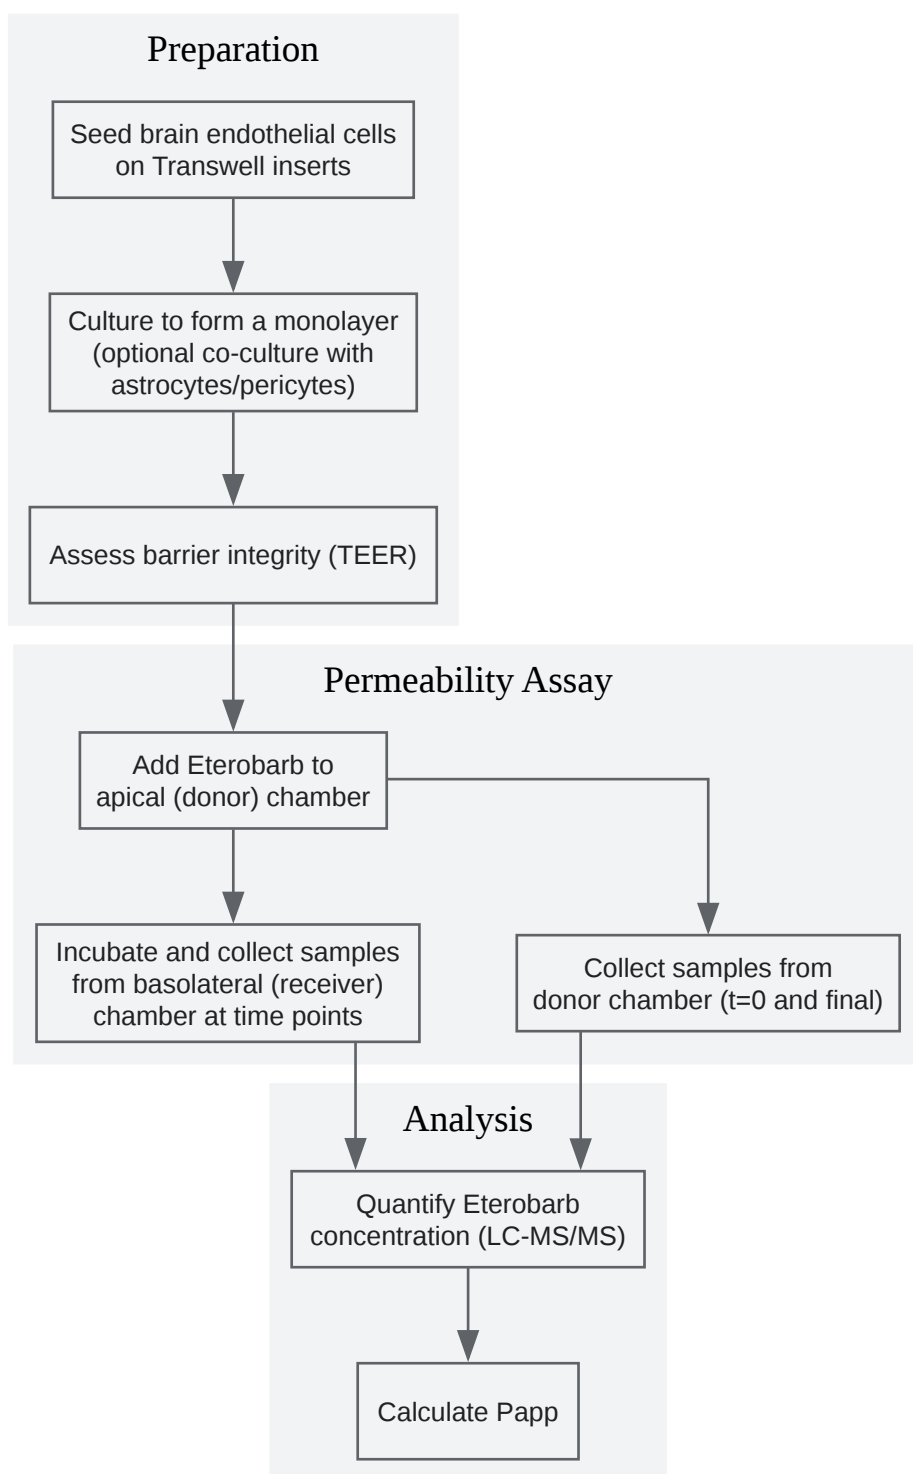 Preparation
Seed brain endothelial cells
on Transwell inserts
Culture to form a monolayer
(optional co-culture with
astrocytes/pericytes)
Assess barrier integrity (TEER)
Permeability Assay
Add Eterobarb to
apical (donor) chamber
Incubate and collect samples
from basolateral (receiver)
chamber at time points
Collect samples from
donor chamber (t=0 and final)
Analysis
Quantify Eterobarb
concentration (LC-MS/MS)
Calculate Papp